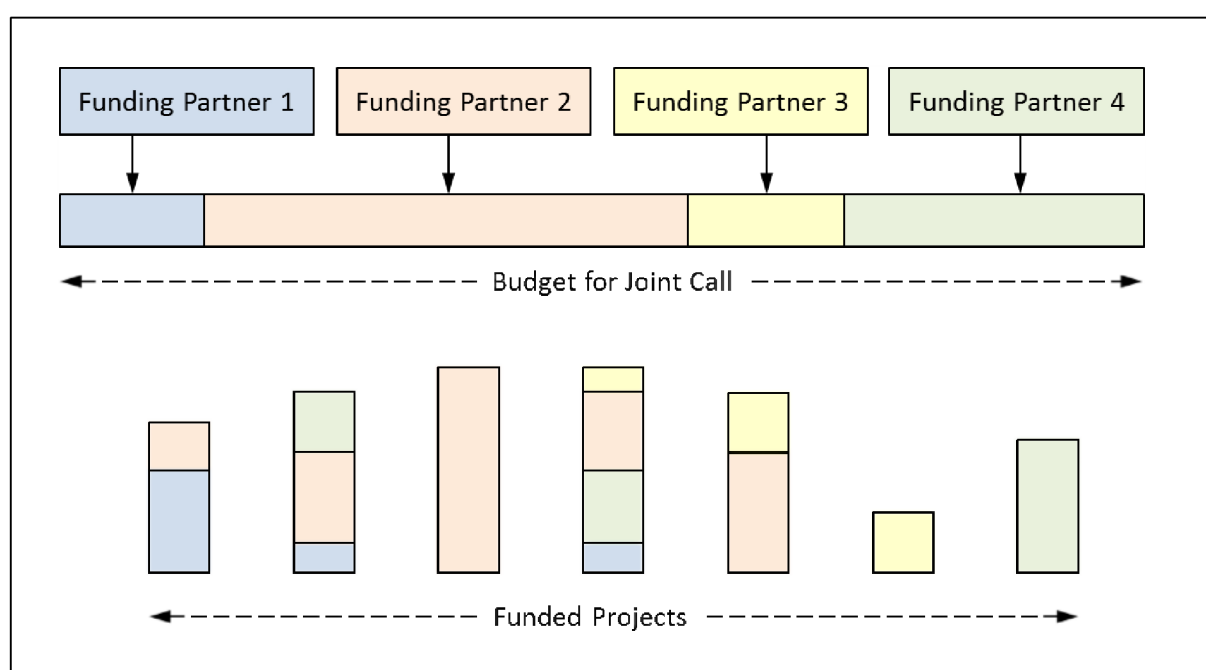 Funding Partner 1
Funding Partner 2
Funding Partner 3
Funding Partner 4
Budget for Joint Call
Funded Projects